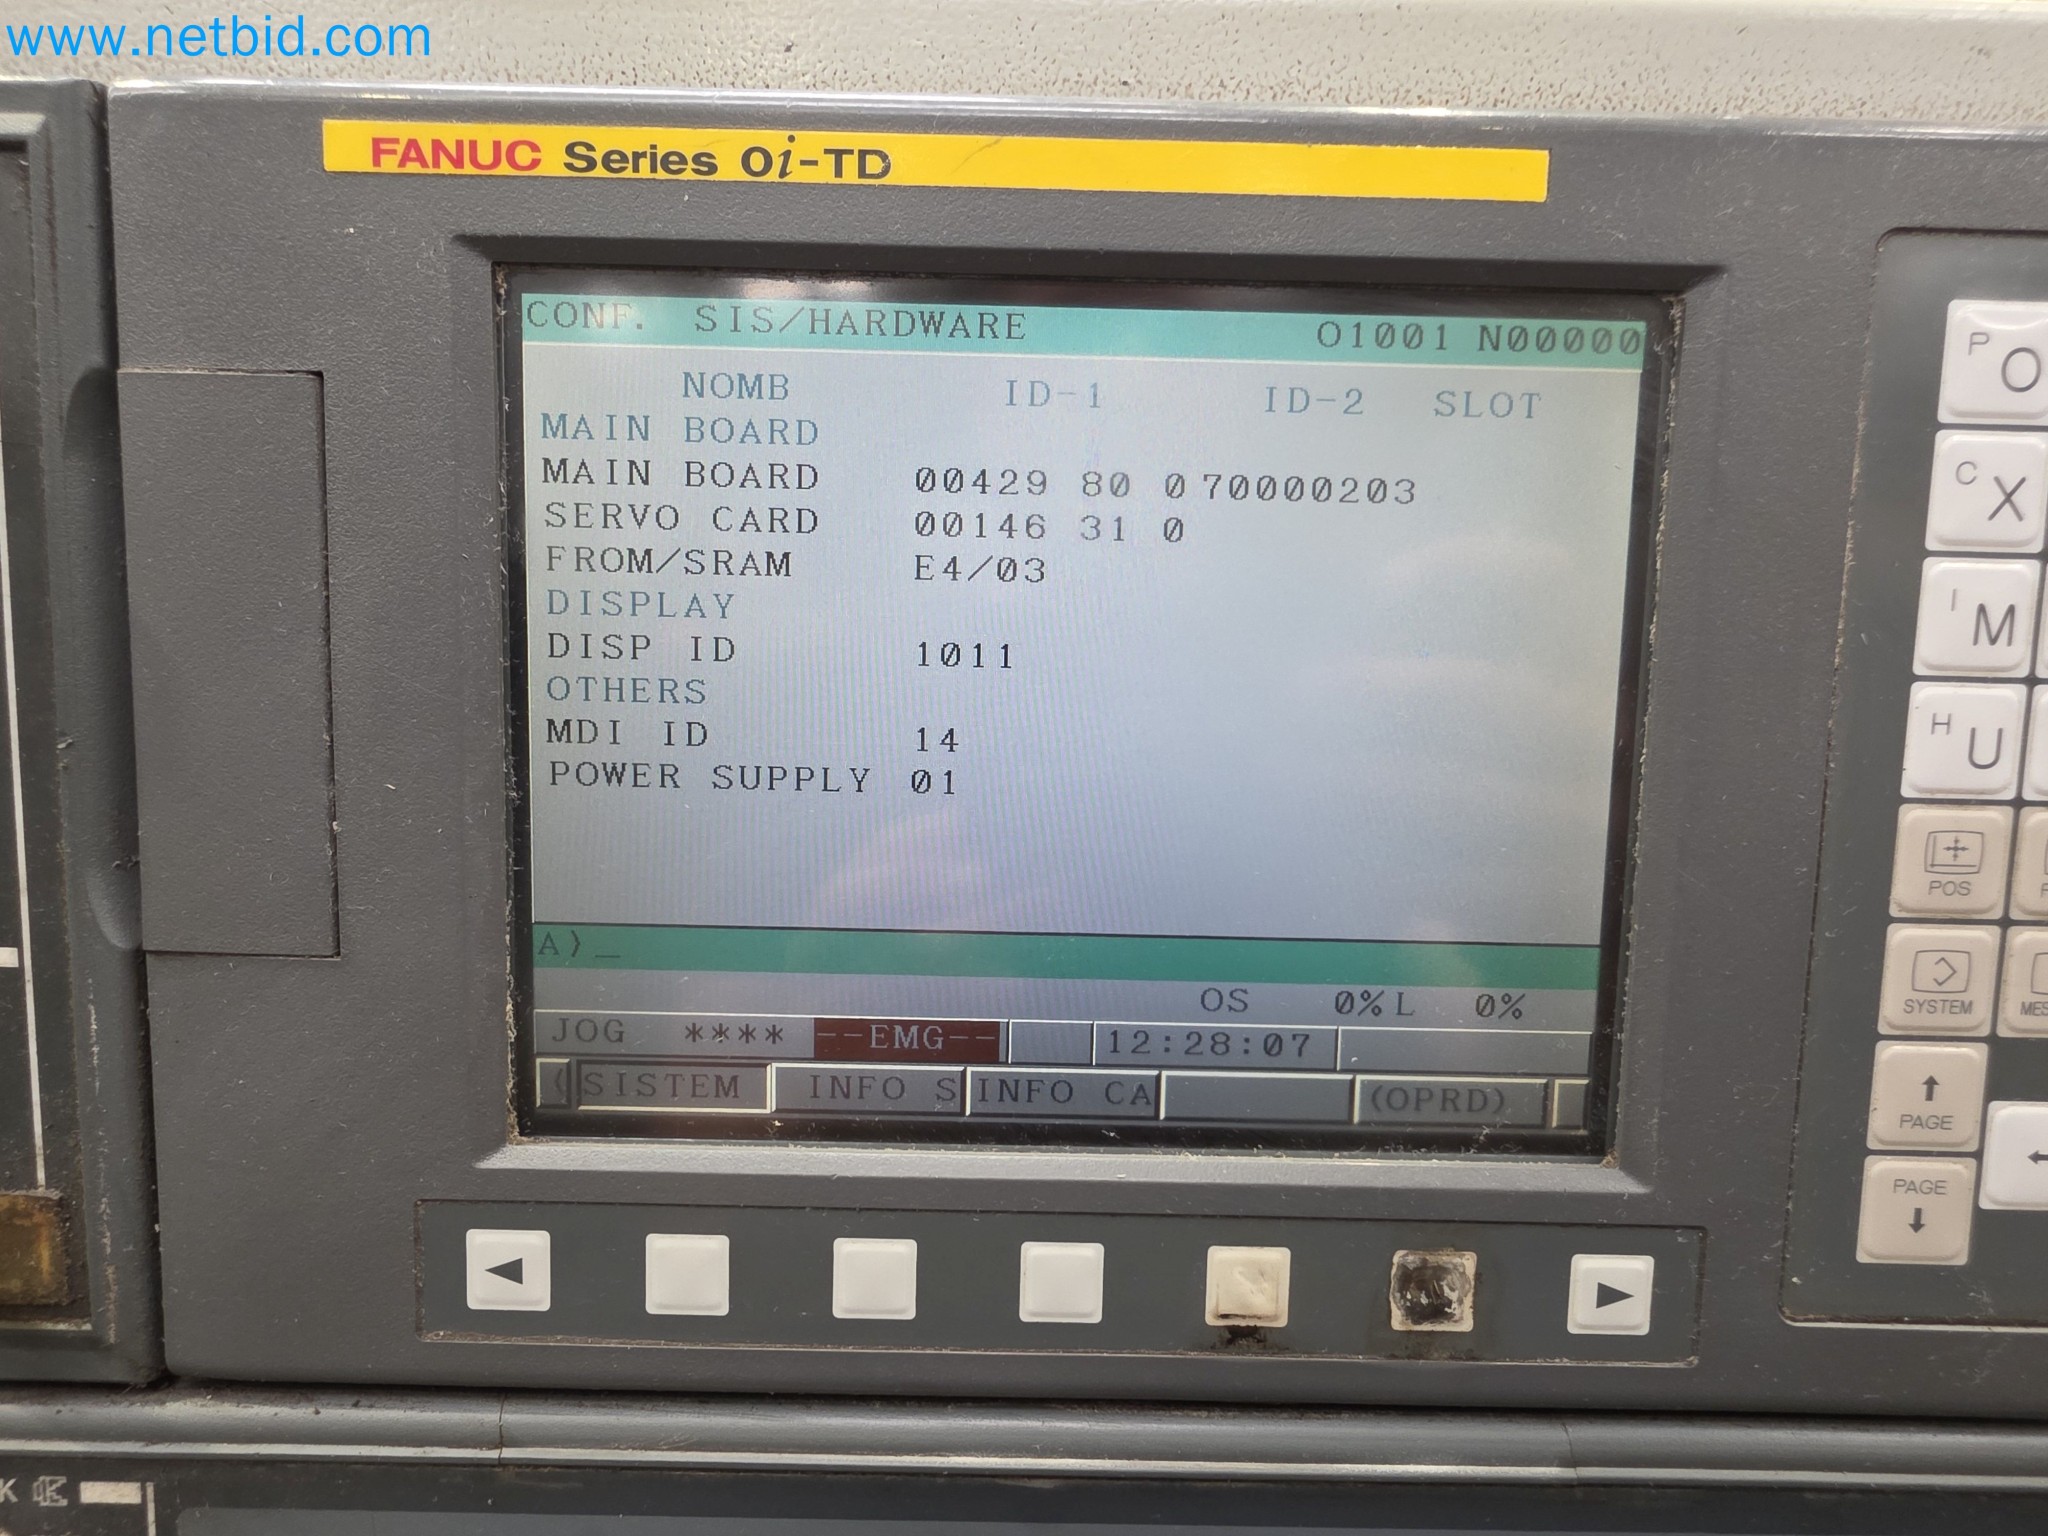 www.netbid.com
FANUC Series 0i-TD
CONF. SIS/HARDWARE O1001 N00000
NOMB ID-1 ID-2 SLOT
MAIN BOARD
MAIN BOARD 00429 80 0 70000203
SERVO CARD 00146 31 0
FROM/SRAM E4/03
DISPLAY
DISP ID 1011
OTHERS
MDI ID 14
POWER SUPPLY 01
A)_
OS 0% L 0%
JOG **** --EMG-- 12:28:07
(SISTEM INFO S INFO CA (OPRD)
P O
C X
I M
H U
POS
SYSTEM
MES
PAGE
PAGE
K